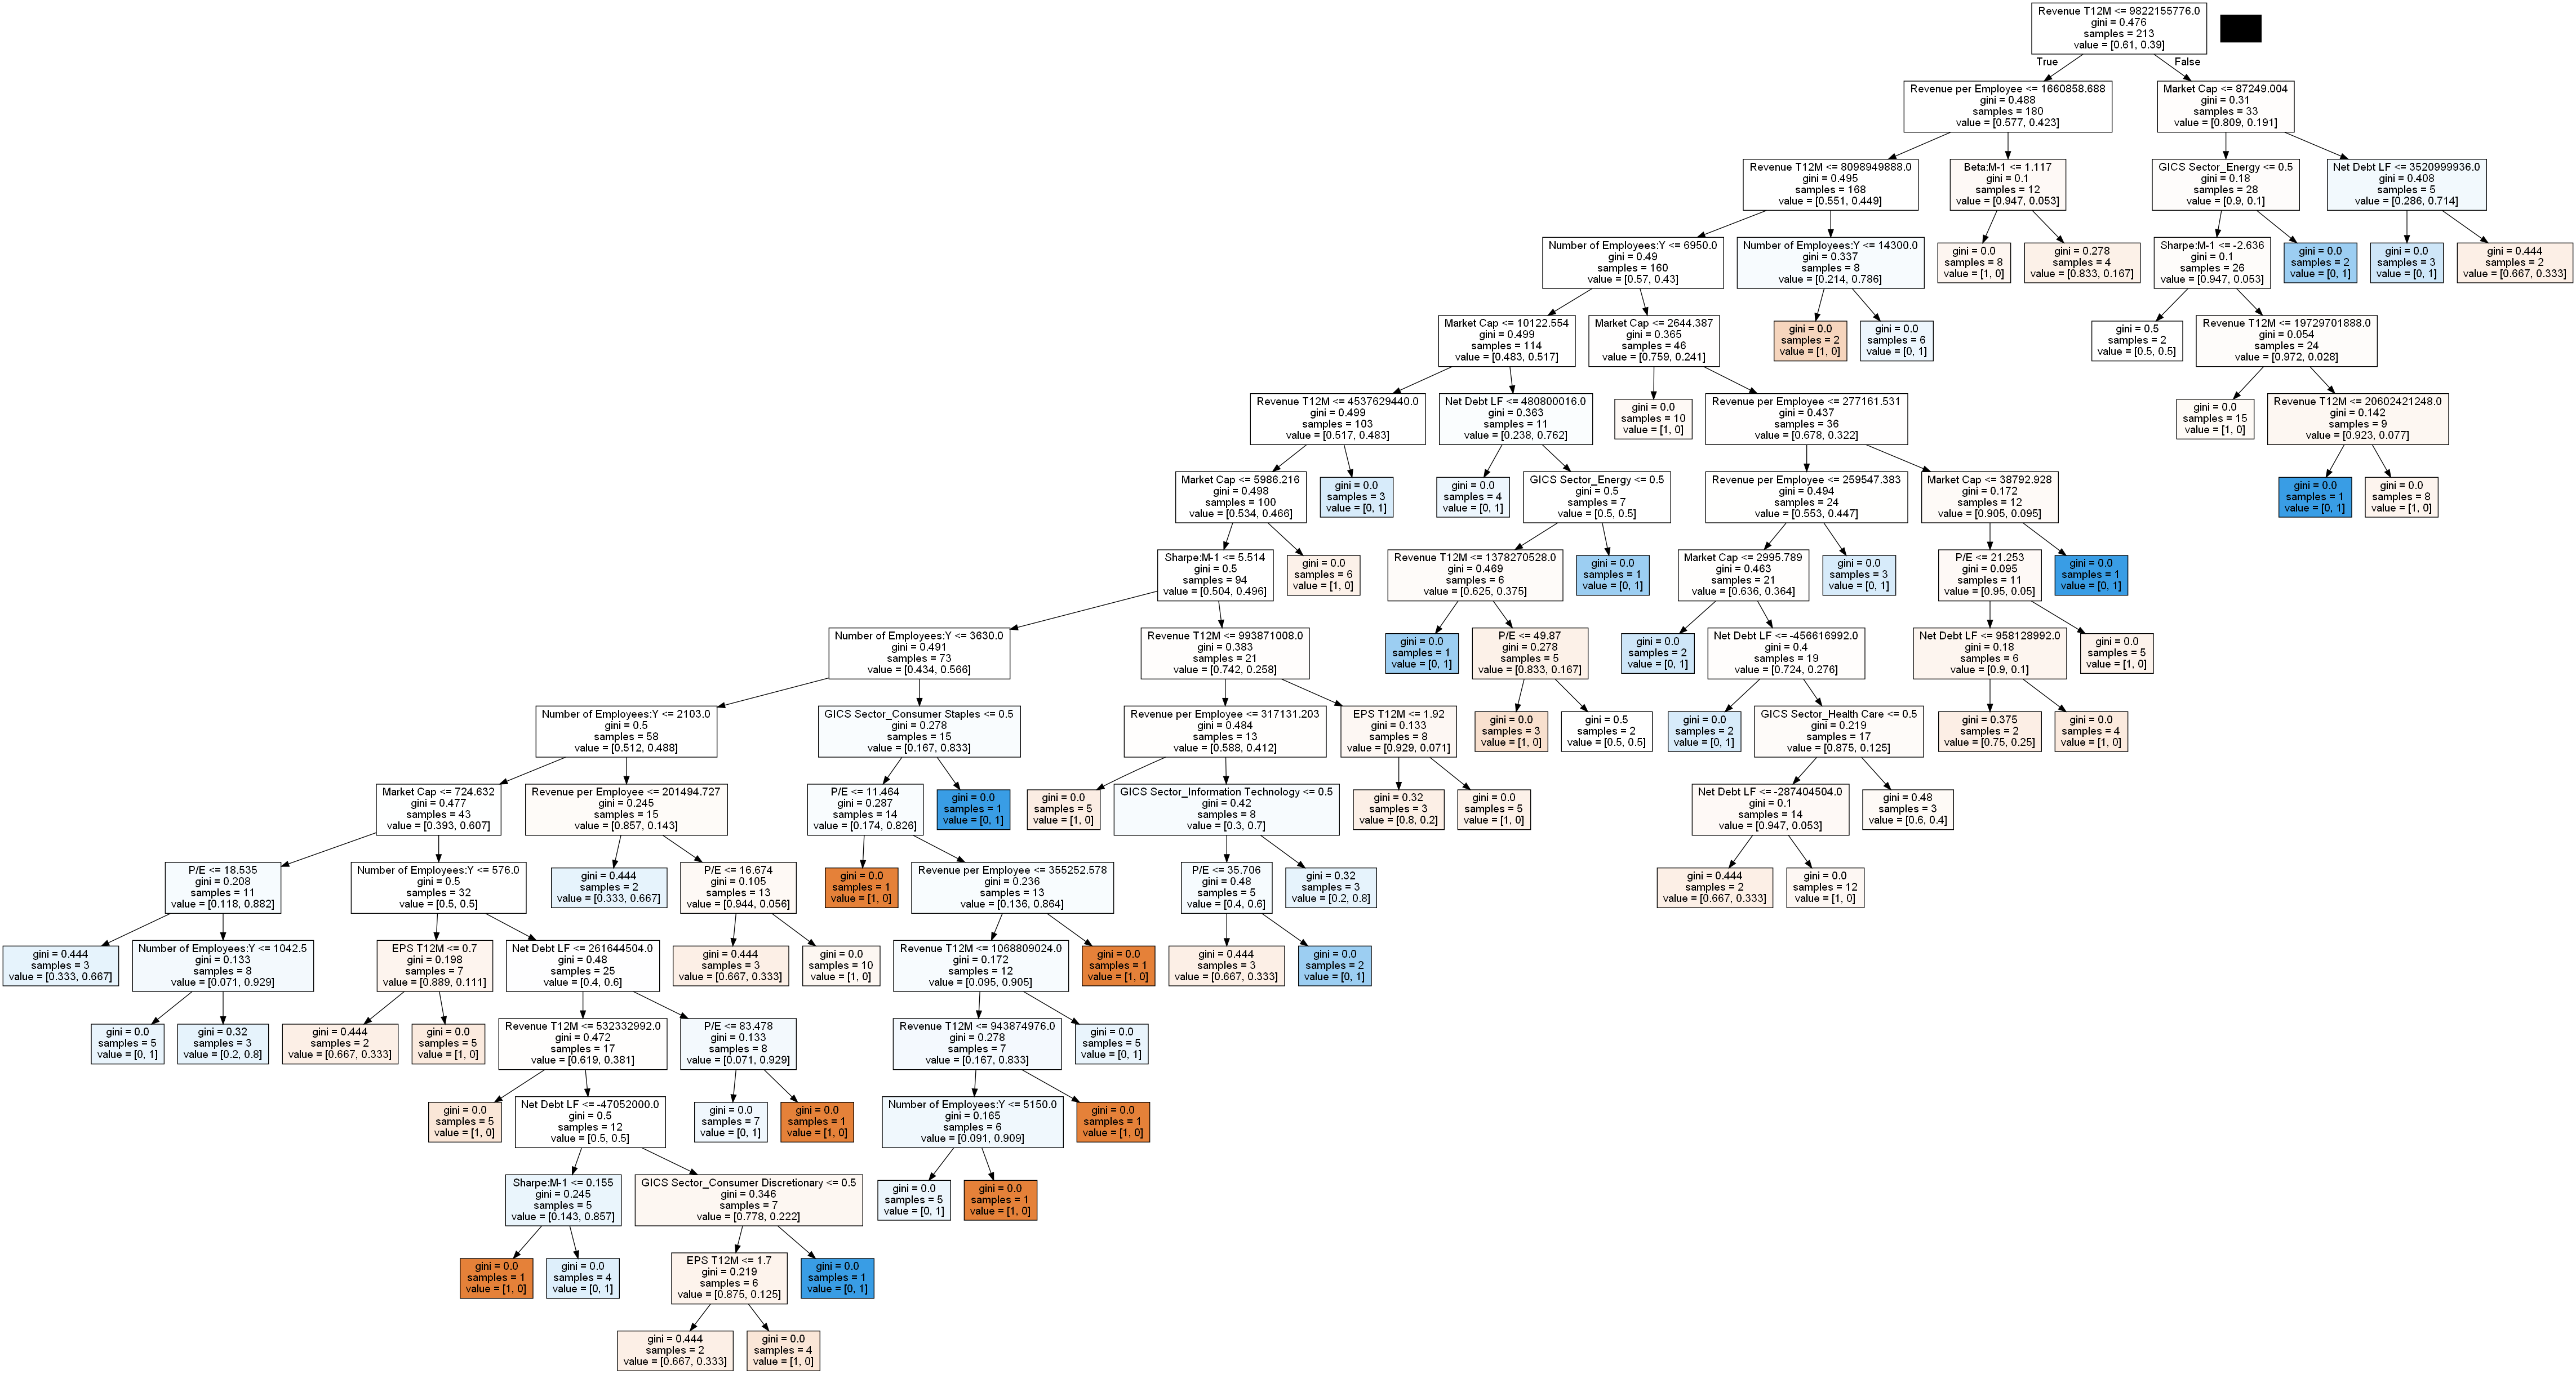 Revenue T12M <= 9822155776.0
gini = 0.476
samples = 213
value = [0.61, 0.39]
True
False
Revenue per Employee <= 1660858.688
gini = 0.488
samples = 180
value = [0.577, 0.423]
Market Cap <= 87249.004
gini = 0.31
samples = 33
value = [0.809, 0.191]
Revenue T12M <= 8098949888.0
gini = 0.495
samples = 168
value = [0.551, 0.449]
Beta:M-1 <= 1.117
gini = 0.1
samples = 12
value = [0.947, 0.053]
GICS Sector_Energy <= 0.5
gini = 0.18
samples = 28
value = [0.9, 0.1]
Net Debt LF <= 3520999936.0
gini = 0.408
samples = 5
value = [0.286, 0.714]
Number of Employees:Y <= 6950.0
gini = 0.49
samples = 160
value = [0.57, 0.43]
Number of Employees:Y <= 14300.0
gini = 0.337
samples = 8
value = [0.214, 0.786]
gini = 0.0
samples = 8
value = [1, 0]
gini = 0.278
samples = 4
value = [0.833, 0.167]
Sharpe:M-1 <= -2.636
gini = 0.1
samples = 26
value = [0.947, 0.053]
gini = 0.0
samples = 2
value = [0, 1]
gini = 0.0
samples = 3
value = [0, 1]
gini = 0.444
samples = 2
value = [0.667, 0.333]
Market Cap <= 10122.554
gini = 0.499
samples = 114
value = [0.483, 0.517]
Market Cap <= 2644.387
gini = 0.365
samples = 46
value = [0.759, 0.241]
gini = 0.0
samples = 2
value = [1, 0]
gini = 0.0
samples = 6
value = [0, 1]
gini = 0.5
samples = 2
value = [0.5, 0.5]
Revenue T12M <= 19729701888.0
gini = 0.054
samples = 24
value = [0.972, 0.028]
Revenue T12M <= 4537629440.0
gini = 0.499
samples = 103
value = [0.517, 0.483]
Net Debt LF <= 480800016.0
gini = 0.363
samples = 11
value = [0.238, 0.762]
gini = 0.0
samples = 10
value = [1, 0]
Revenue per Employee <= 277161.531
gini = 0.437
samples = 36
value = [0.678, 0.322]
gini = 0.0
samples = 15
value = [1, 0]
Revenue T12M <= 20602421248.0
gini = 0.142
samples = 9
value = [0.923, 0.077]
Market Cap <= 5986.216
gini = 0.498
samples = 100
value = [0.534, 0.466]
gini = 0.0
samples = 3
value = [0, 1]
gini = 0.0
samples = 4
value = [0, 1]
GICS Sector_Energy <= 0.5
gini = 0.5
samples = 7
value = [0.5, 0.5]
Revenue per Employee <= 259547.383
gini = 0.494
samples = 24
value = [0.553, 0.447]
Market Cap <= 38792.928
gini = 0.172
samples = 12
value = [0.905, 0.095]
gini = 0.0
samples = 1
value = [0, 1]
gini = 0.0
samples = 8
value = [1, 0]
Sharpe:M-1 <= 5.514
gini = 0.5
samples = 94
value = [0.504, 0.496]
gini = 0.0
samples = 6
value = [1, 0]
Revenue T12M <= 1378270528.0
gini = 0.469
samples = 6
value = [0.625, 0.375]
gini = 0.0
samples = 1
value = [0, 1]
Market Cap <= 2995.789
gini = 0.463
samples = 21
value = [0.636, 0.364]
gini = 0.0
samples = 3
value = [0, 1]
P/E <= 21.253
gini = 0.095
samples = 11
value = [0.95, 0.05]
gini = 0.0
samples = 1
value = [0, 1]
Number of Employees:Y <= 3630.0
gini = 0.491
samples = 73
value = [0.434, 0.566]
Revenue T12M <= 993871008.0
gini = 0.383
samples = 21
value = [0.742, 0.258]
gini = 0.0
samples = 1
value = [0, 1]
P/E <= 49.87
gini = 0.278
samples = 5
value = [0.833, 0.167]
gini = 0.0
samples = 2
value = [0, 1]
Net Debt LF <= -456616992.0
gini = 0.4
samples = 19
value = [0.724, 0.276]
Net Debt LF <= 958128992.0
gini = 0.18
samples = 6
value = [0.9, 0.1]
gini = 0.0
samples = 5
value = [1, 0]
Number of Employees:Y <= 2103.0
gini = 0.5
samples = 58
value = [0.512, 0.488]
GICS Sector_Consumer Staples <= 0.5
gini = 0.278
samples = 15
value = [0.167, 0.833]
Revenue per Employee <= 317131.203
gini = 0.484
samples = 13
value = [0.588, 0.412]
EPS T12M <= 1.92
gini = 0.133
samples = 8
value = [0.929, 0.071]
gini = 0.0
samples = 3
value = [1, 0]
gini = 0.5
samples = 2
value = [0.5, 0.5]
gini = 0.0
samples = 2
value = [0, 1]
GICS Sector_Health Care <= 0.5
gini = 0.219
samples = 17
value = [0.875, 0.125]
gini = 0.375
samples = 2
value = [0.75, 0.25]
gini = 0.0
samples = 4
value = [1, 0]
Market Cap <= 724.632
gini = 0.477
samples = 43
value = [0.393, 0.607]
Revenue per Employee <= 201494.727
gini = 0.245
samples = 15
value = [0.857, 0.143]
P/E <= 11.464
gini = 0.287
samples = 14
value = [0.174, 0.826]
gini = 0.0
samples = 1
value = [0, 1]
gini = 0.0
samples = 5
value = [1, 0]
GICS Sector_Information Technology <= 0.5
gini = 0.42
samples = 8
value = [0.3, 0.7]
gini = 0.32
samples = 3
value = [0.8, 0.2]
gini = 0.0
samples = 5
value = [1, 0]
Net Debt LF <= -287404504.0
gini = 0.1
samples = 14
value = [0.947, 0.053]
gini = 0.48
samples = 3
value = [0.6, 0.4]
P/E <= 18.535
gini = 0.208
samples = 11
value = [0.118, 0.882]
Number of Employees:Y <= 576.0
gini = 0.5
samples = 32
value = [0.5, 0.5]
gini = 0.444
samples = 2
value = [0.333, 0.667]
P/E <= 16.674
gini = 0.105
samples = 13
value = [0.944, 0.056]
gini = 0.0
samples = 1
value = [1, 0]
Revenue per Employee <= 355252.578
gini = 0.236
samples = 13
value = [0.136, 0.864]
P/E <= 35.706
gini = 0.48
samples = 5
value = [0.4, 0.6]
gini = 0.32
samples = 3
value = [0.2, 0.8]
gini = 0.444
samples = 2
value = [0.667, 0.333]
gini = 0.0
samples = 12
value = [1, 0]
gini = 0.444
samples = 3
value = [0.333, 0.667]
Number of Employees:Y <= 1042.5
gini = 0.133
samples = 8
value = [0.071, 0.929]
EPS T12M <= 0.7
gini = 0.198
samples = 7
value = [0.889, 0.111]
Net Debt LF <= 261644504.0
gini = 0.48
samples = 25
value = [0.4, 0.6]
gini = 0.444
samples = 3
value = [0.667, 0.333]
gini = 0.0
samples = 10
value = [1, 0]
Revenue T12M <= 1068809024.0
gini = 0.172
samples = 12
value = [0.095, 0.905]
gini = 0.0
samples = 1
value = [1, 0]
gini = 0.444
samples = 3
value = [0.667, 0.333]
gini = 0.0
samples = 2
value = [0, 1]
gini = 0.0
samples = 5
value = [0, 1]
gini = 0.32
samples = 3
value = [0.2, 0.8]
gini = 0.444
samples = 2
value = [0.667, 0.333]
gini = 0.0
samples = 5
value = [1, 0]
Revenue T12M <= 532332992.0
gini = 0.472
samples = 17
value = [0.619, 0.381]
P/E <= 83.478
gini = 0.133
samples = 8
value = [0.071, 0.929]
Revenue T12M <= 943874976.0
gini = 0.278
samples = 7
value = [0.167, 0.833]
gini = 0.0
samples = 5
value = [0, 1]
gini = 0.0
samples = 5
value = [1, 0]
Net Debt LF <= -47052000.0
gini = 0.5
samples = 12
value = [0.5, 0.5]
gini = 0.0
samples = 7
value = [0, 1]
gini = 0.0
samples = 1
value = [1, 0]
Number of Employees:Y <= 5150.0
gini = 0.165
samples = 6
value = [0.091, 0.909]
gini = 0.0
samples = 1
value = [1, 0]
Sharpe:M-1 <= 0.155
gini = 0.245
samples = 5
value = [0.143, 0.857]
GICS Sector_Consumer Discretionary <= 0.5
gini = 0.346
samples = 7
value = [0.778, 0.222]
gini = 0.0
samples = 5
value = [0, 1]
gini = 0.0
samples = 1
value = [1, 0]
gini = 0.0
samples = 1
value = [1, 0]
gini = 0.0
samples = 4
value = [0, 1]
EPS T12M <= 1.7
gini = 0.219
samples = 6
value = [0.875, 0.125]
gini = 0.0
samples = 1
value = [0, 1]
gini = 0.444
samples = 2
value = [0.667, 0.333]
gini = 0.0
samples = 4
value = [1, 0]